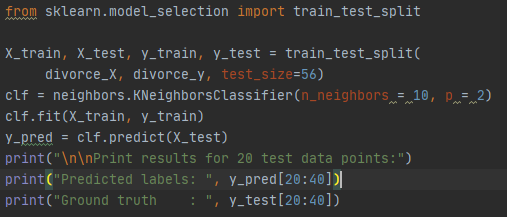 from sklearn.model_selection import train_test_split
X_train, X_test, y_train, y_test = train_test_split(
divorce_X, divorce_y, test_size=56)
clf = neighbors.KNeighborsClassifier(n_neighbors = 10, p = 2)
clf.fit(X_train, y_train)
y_pred = clf.predict(X_test)
print("\n\nPrint results for 20 test data points:")
print("Predicted labels: ", y_pred[20:40])
print("Ground truth    : ", y_test[20:40])